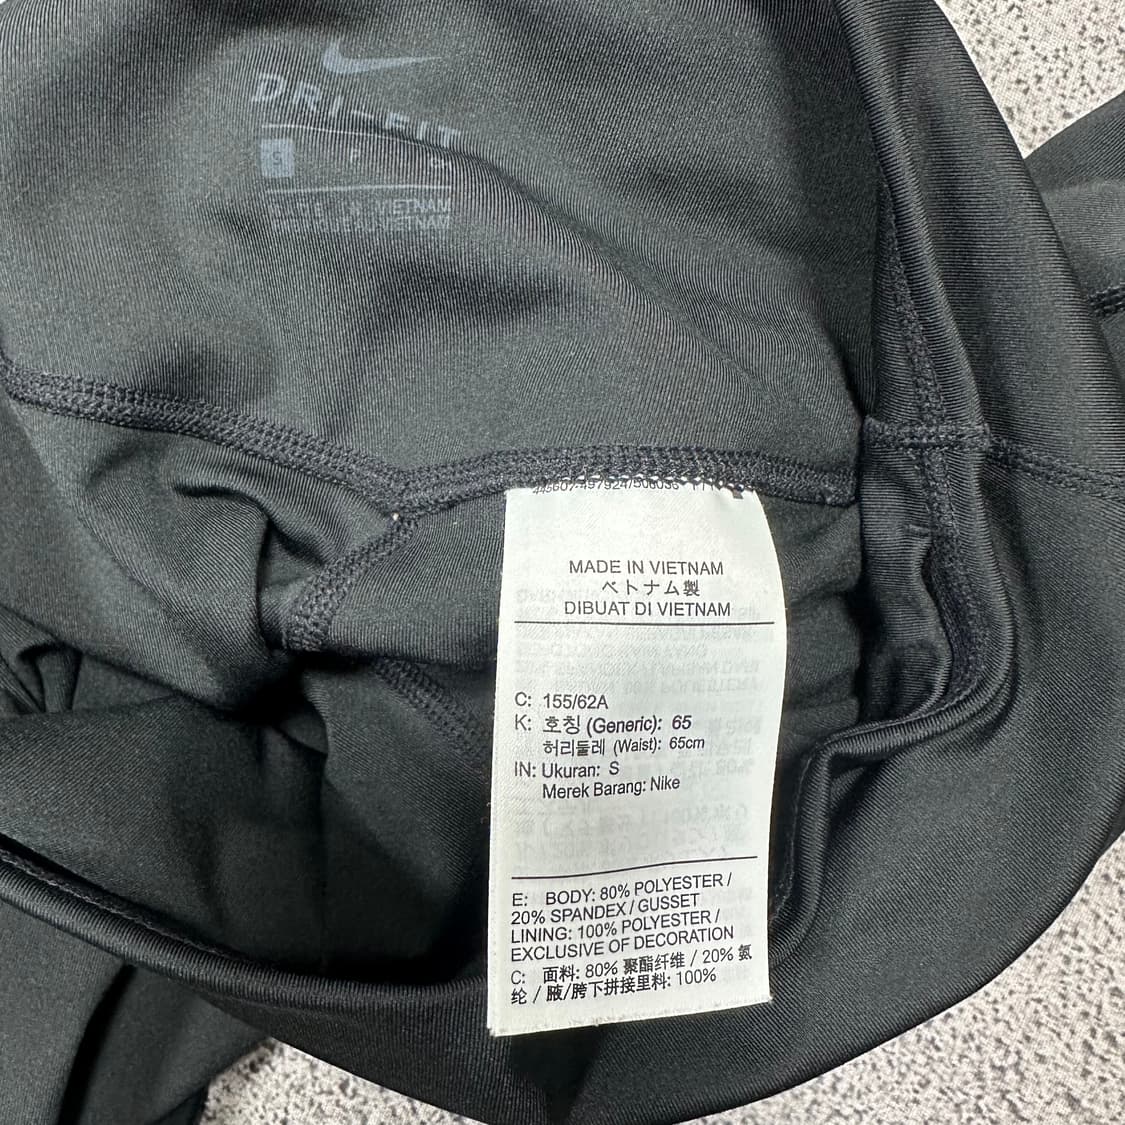 DRI-FIT
S
VIETNAM
VIETNAM
MADE IN VIETNAM
ベトナム製
DIBUAT DI VIETNAM
C: 155/62A
K: 호칭 (Generic): 65
허리둘레 (Waist): 65cm
IN: Ukuran: S
Merek Barang: Nike
E: BODY: 80% POLYESTER /
20% SPANDEX / GUSSET
LINING: 100% POLYESTER /
EXCLUSIVE OF DECORATION
C: 面料: 80% 聚酯纤维 / 20% 氨
纶 / 腋/胯下拼接里料: 100%